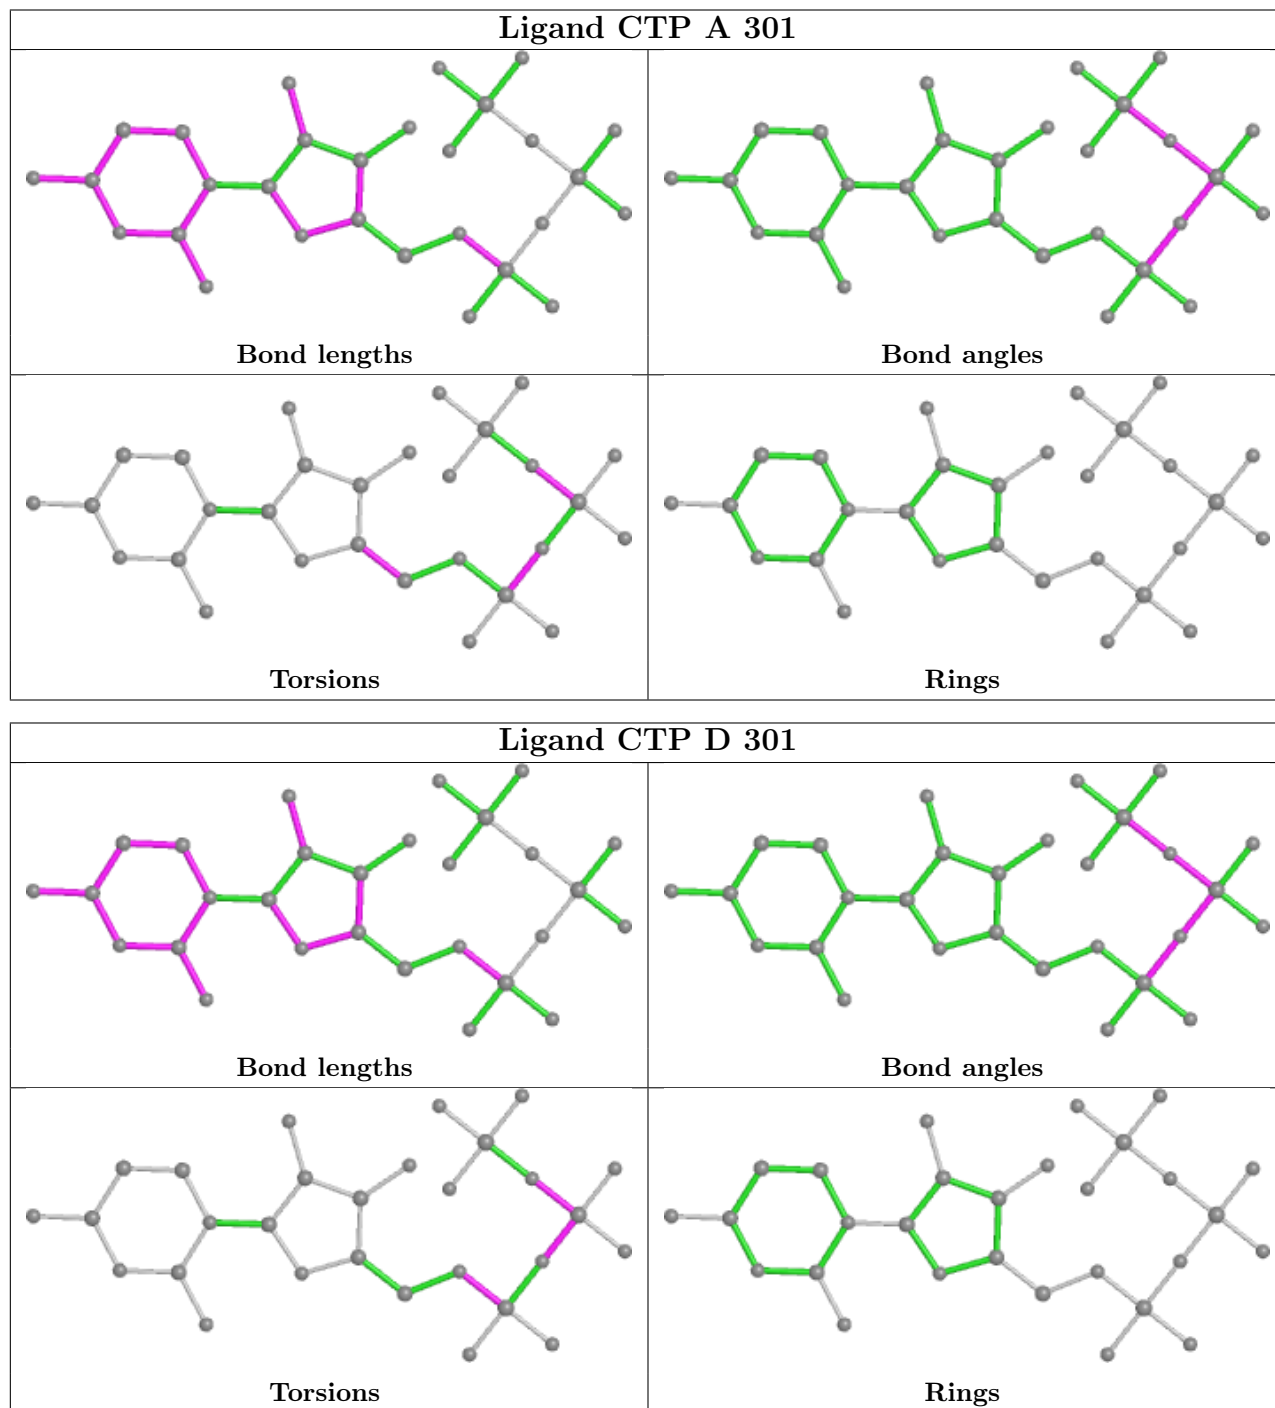 Ligand CTP A 301
Bond lengths
Bond angles
Torsions
Rings
Ligand CTP D 301
Bond lengths
Bond angles
Torsions
Rings